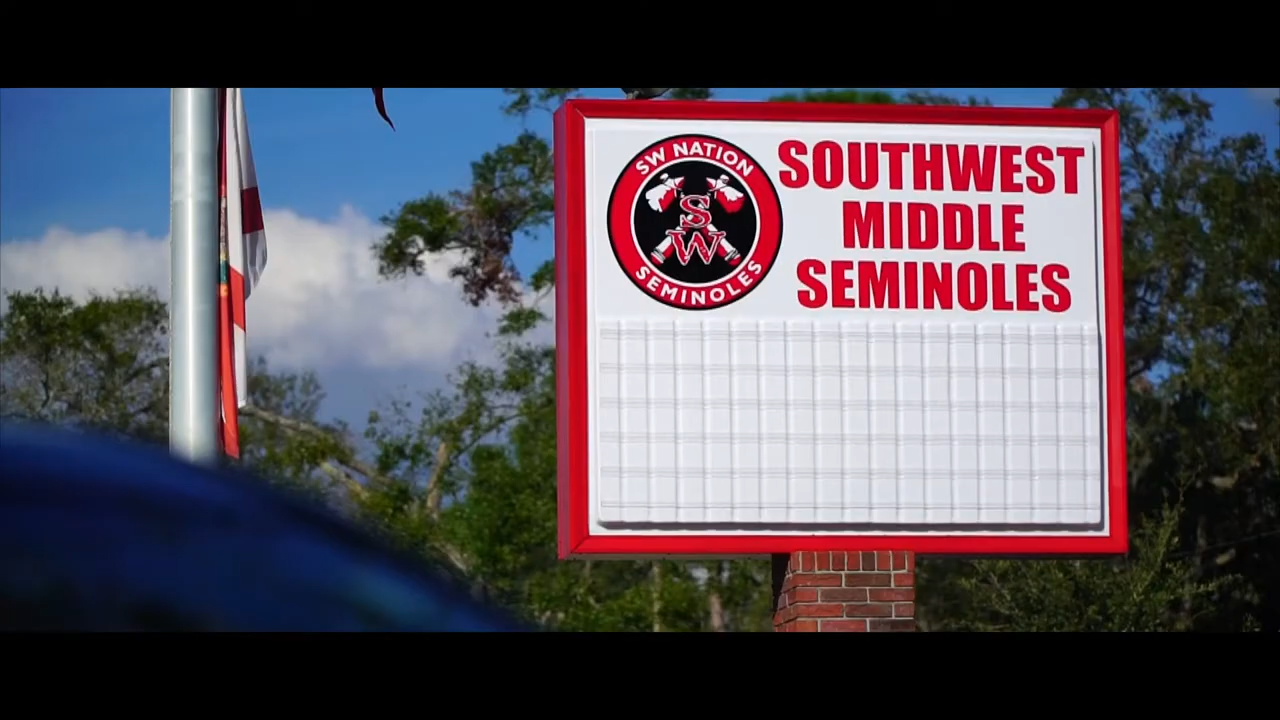 SW NATION
SW
SEMINOLES
SOUTHWEST
MIDDLE
SEMINOLES